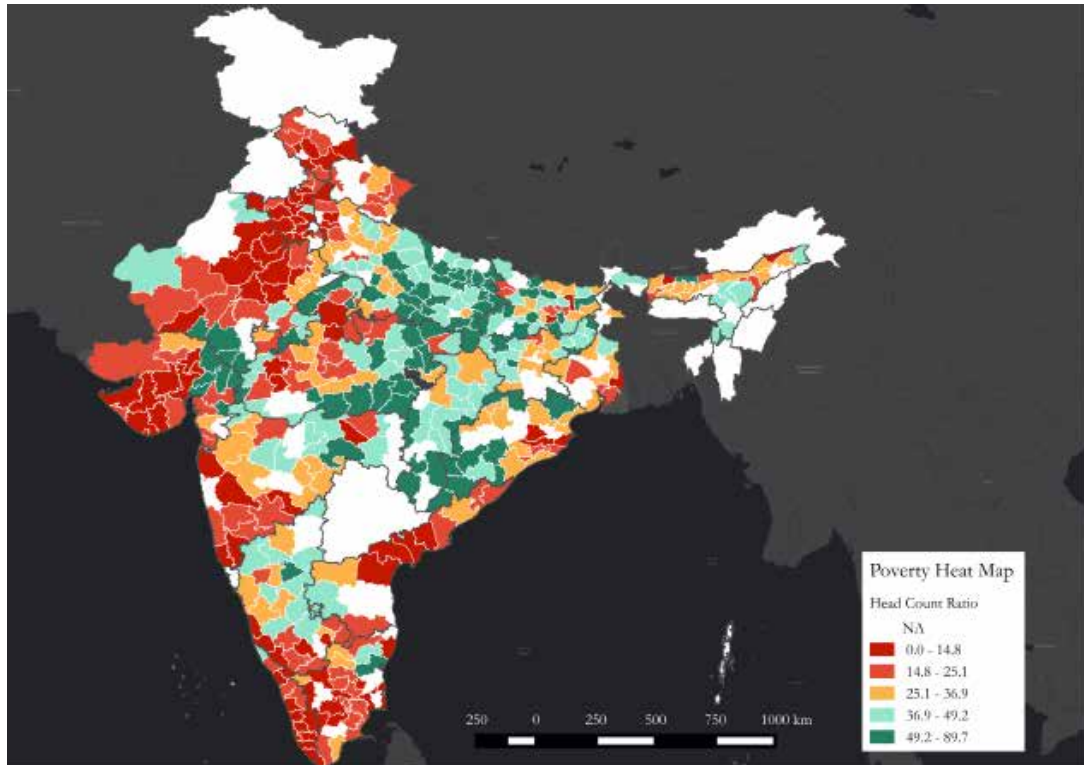 Poverty Heat Map
Head Count Ratio
NA
0.0 - 14.8
14.8 - 25.1
25.1 - 36.9
36.9 - 49.2
49.2 - 89.7
250 0 250 500 750 1000 km